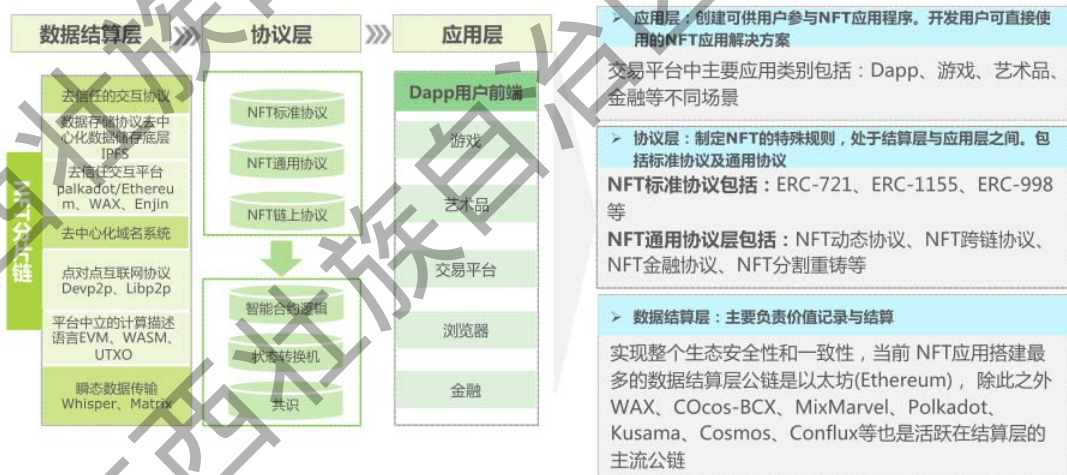 数据结算层
协议层
应用层
NFT分片链
去信任的交互协议
数据存储协议去中
心化数据储存底层
IPFS
去信任交互平台
palkadot/Ethereu
m、WAX、Enjin
去中心化域名系统
点对点互联网协议
Devp2p、Libp2p
平台中立的计算描述
语言EVM、WASM、
UTXO
瞬态数据传输
Whisper、Matrix
NFT标准协议
NFT通用协议
NFT链上协议
智能合约逻辑
状态转换机
共识
Dapp用户前端
游戏
艺术品
交易平台
浏览器
金融
➢ 应用层：创建可供用户参与NFT应用程序。开发用户可直接使
用的NFT应用解决方案
交易平台中主要应用类别包括：Dapp、游戏、艺术品、
金融等不同场景
➢ 协议层：制定NFT的特殊规则，处于结算层与应用层之间。包
括标准协议及通用协议
NFT标准协议包括：ERC-721、ERC-1155、ERC-998
等
NFT通用协议层包括：NFT动态协议、NFT跨链协议、
NFT金融协议、NFT分割重铸等
➢ 数据结算层：主要负责价值记录与结算
实现整个生态安全性和一致性，当前 NFT应用搭建最
多的数据结算层公链是以太坊(Ethereum)， 除此之外
WAX、COcos-BCX、MixMarvel、Polkadot、
Kusama、Cosmos、Conflux等也是活跃在结算层的
主流公链